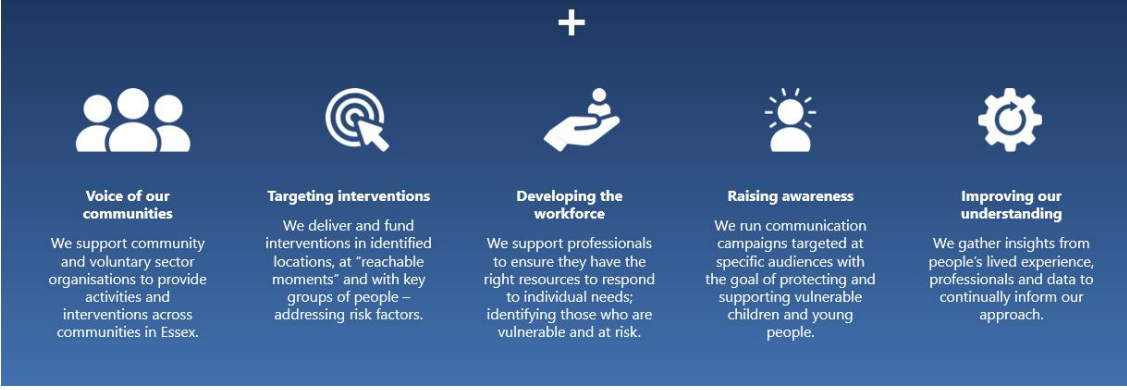 +
Voice of our
communities
We support community
and voluntary sector
organisations to provide
activities and
interventions across
communities in Essex.
Targeting interventions
We deliver and fund
interventions in identified
locations, at “reachable
moments” and with key
groups of people –
addressing risk factors.
Developing the
workforce
We support professionals
to ensure they have the
right resources to respond
to individual needs;
identifying those who are
vulnerable and at risk.
Raising awareness
We run communication
campaigns targeted at
specific audiences with
the goal of protecting and
supporting vulnerable
children and young
people.
Improving our
understanding
We gather insights from
people’s lived experience,
professionals and data to
continually inform our
approach.